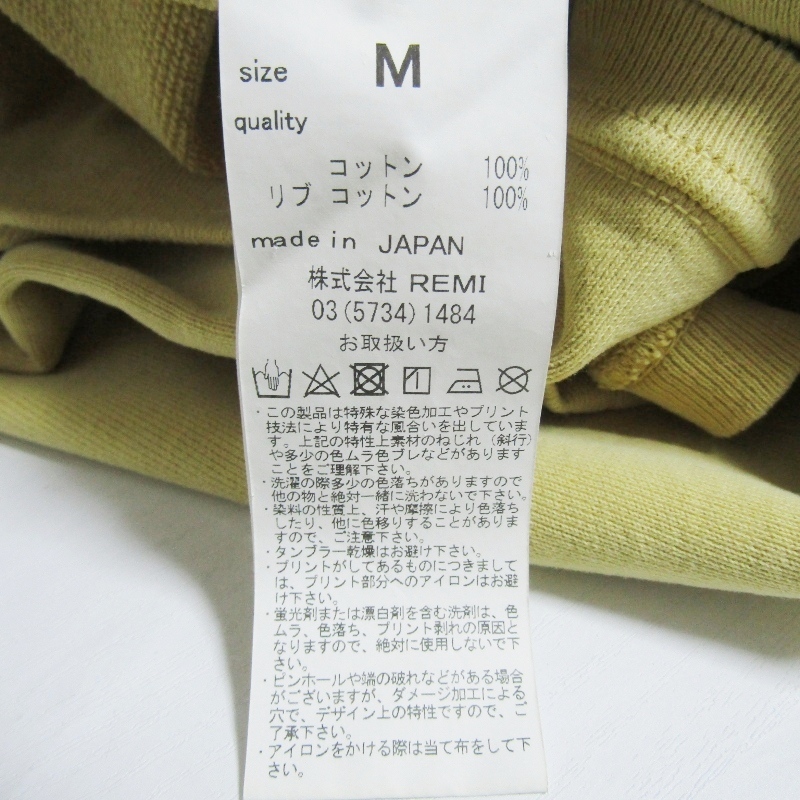 size M
quality
コットン 100%
リブ コットン 100%
made in JAPAN
株式会社 REMI
03(5734)1484
お取扱い方
・この製品は特殊な染色加工やプリント
技法により特有な風合いを出しています
す。上記の特性上素材のねじれ(斜行)
や多少の色ムラ色ブレなどがあります
ことをご理解下さい。
・洗濯の際多少の色落ちがありますので
他の物と絶対一緒に洗わないで下さい。
・染料の性質上、汗や摩擦により色落ち
したり、他に色移りすることがありま
すので、ご注意下さい。
・タンブラー乾燥はお避け下さい。
・プリントがしてあるものにつきまして
は、プリント部分へのアイロンはお避
け下さい。
・蛍光剤または漂白剤を含む洗剤は、色
ムラ、色落ち、プリント剥れの原因と
なりますので、絶対に使用しないで下
さい。
・ピンホールや端の破れなどがある場合
がございますが、ダメージ加工による
穴で、デザイン上の特性ですので、ご
了承下さい。
・アイロンをかける際は当て布をして下
さい。